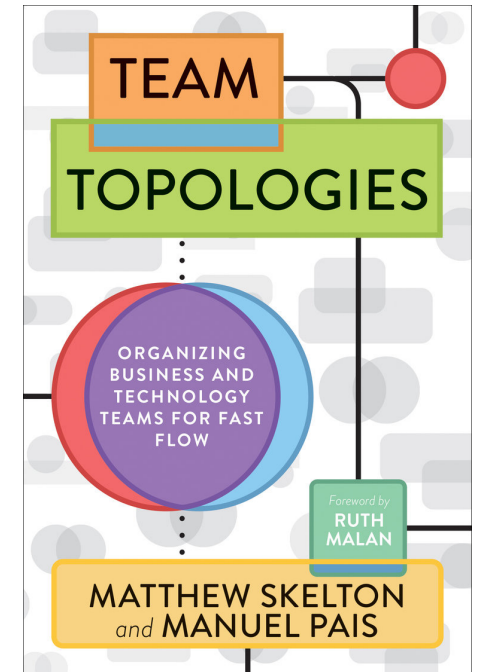 TEAM
TOPOLOGIES
ORGANIZING
BUSINESS AND
TECHNOLOGY
TEAMS FOR FAST
FLOW
Foreword by
RUTH
MALAN
MATTHEW SKELTON
and MANUEL PAIS